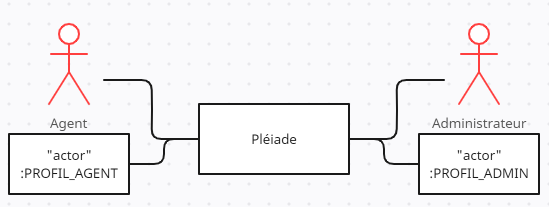 Agent
"actor"
:PROFIL_AGENT
Pléiade
Administrateur
"actor"
:PROFIL_ADMIN